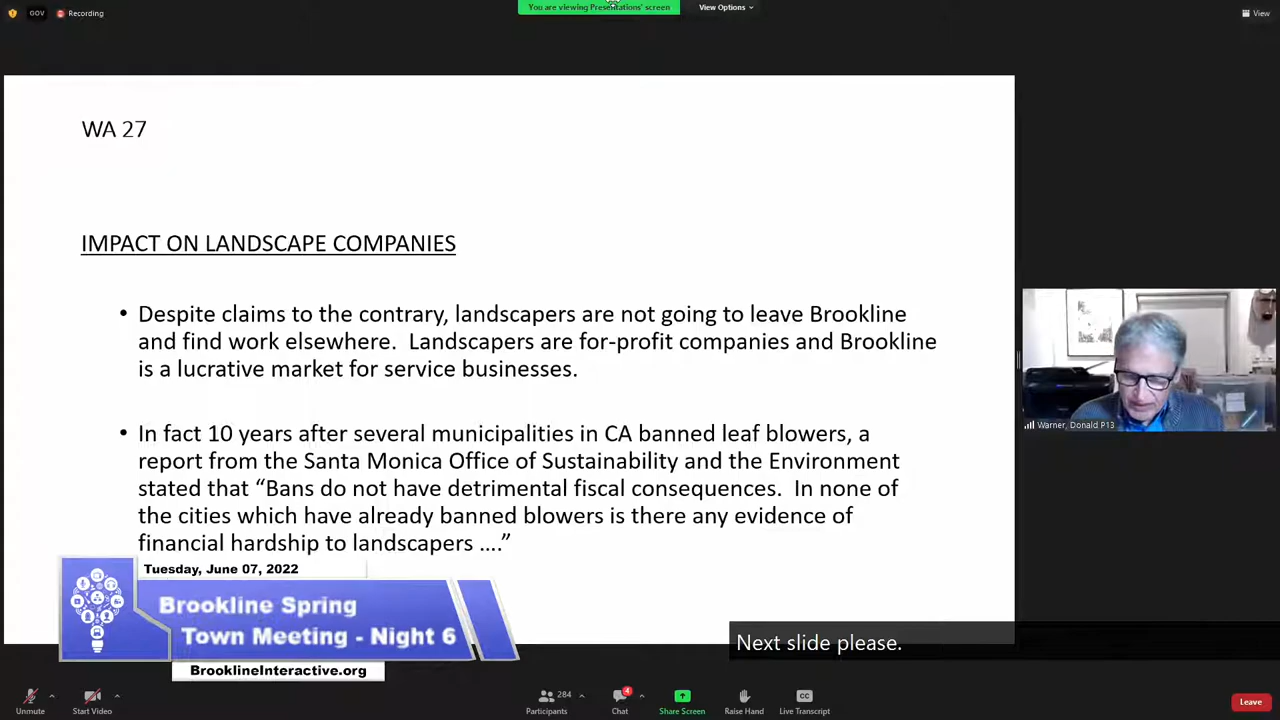 GOV
Recording
You are viewing Presentations' screen
View Options
View
WA 27
IMPACT ON LANDSCAPE COMPANIES
• Despite claims to the contrary, landscapers are not going to leave Brookline
and find work elsewhere.  Landscapers are for-profit companies and Brookline
is a lucrative market for service businesses.
• In fact 10 years after several municipalities in CA banned leaf blowers, a
report from the Santa Monica Office of Sustainability and the Environment
stated that “Bans do not have detrimental fiscal consequences.  In none of
the cities which have already banned blowers is there any evidence of
financial hardship to landscapers ….”
Warner, Donald P13
Tuesday, June 07, 2022
Brookline Spring
Town Meeting - Night 6
BrooklineInteractive.org
Next slide please.
Unmute
Start Video
284
Participants
4
Chat
Share Screen
Raise Hand
CC
Live Transcript
Leave